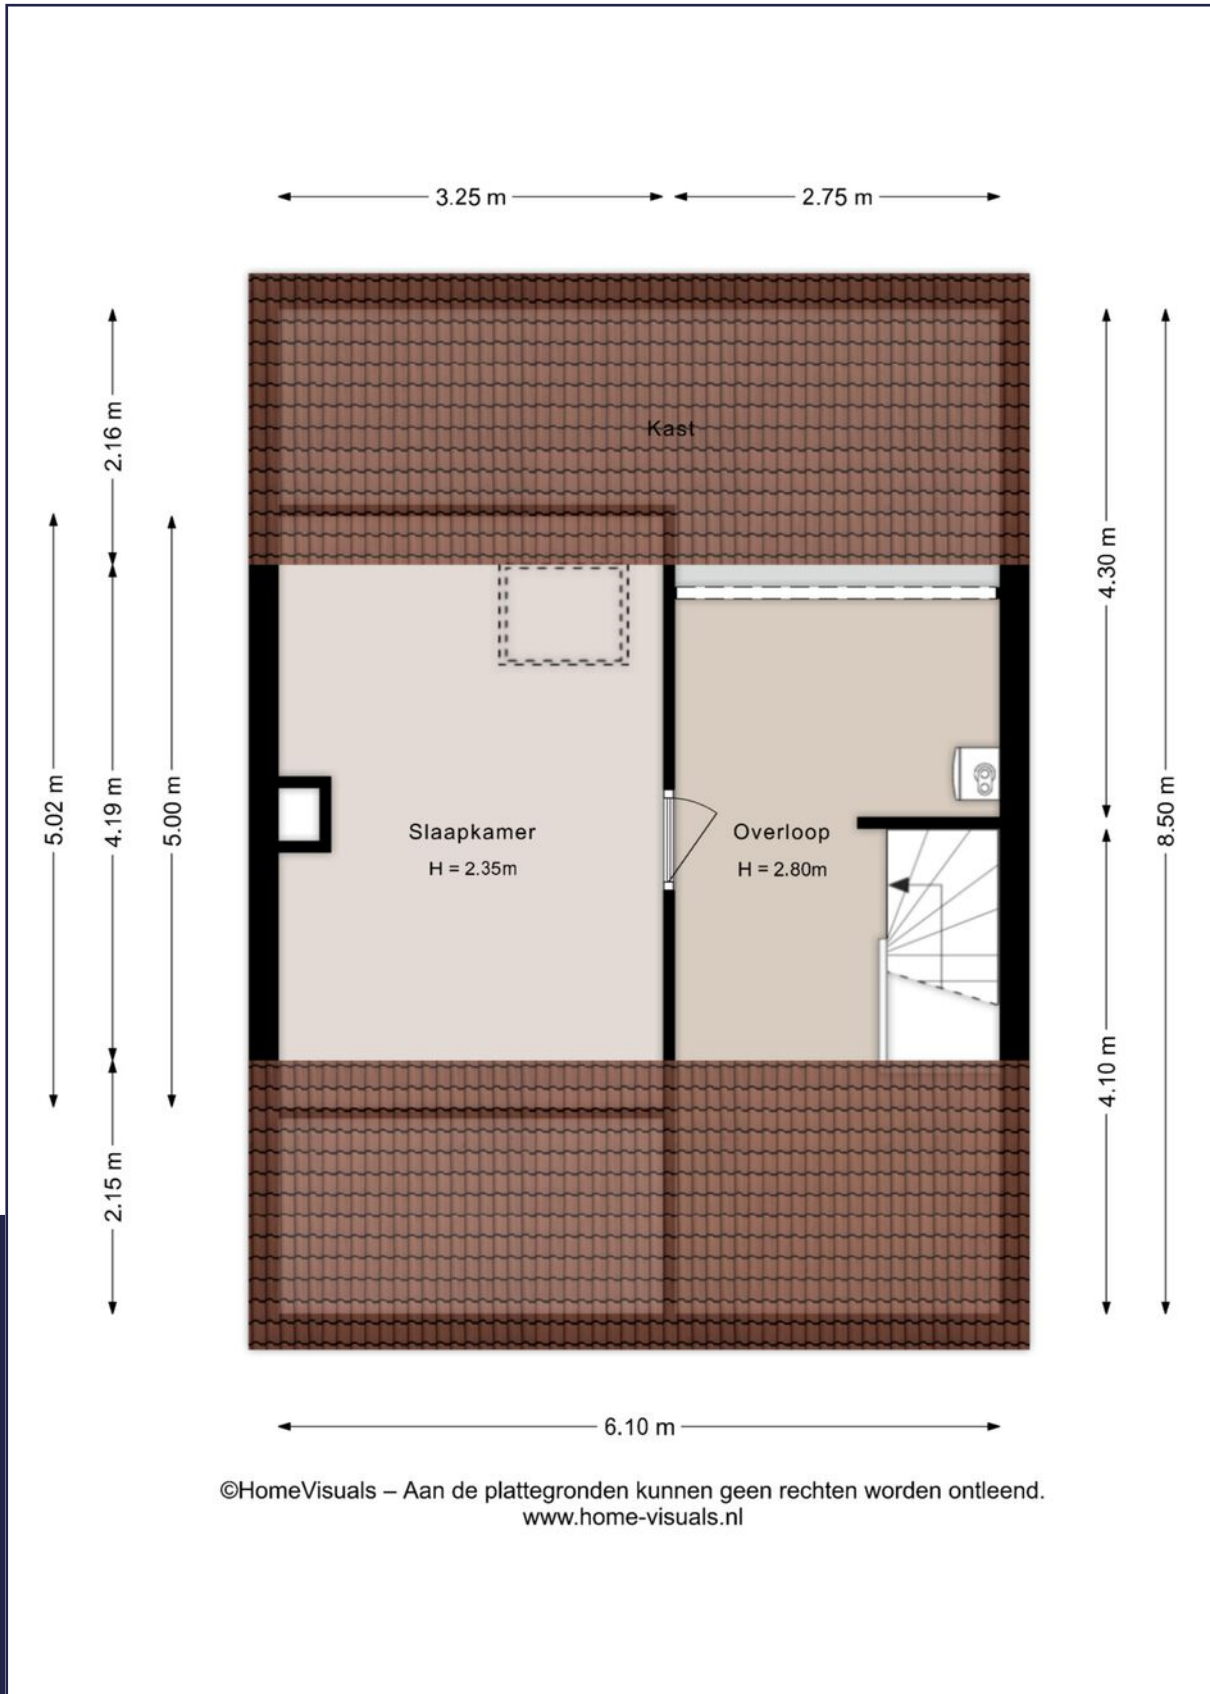 3.25 m
2.75 m
2.16 m
Kast
4.30 m
5.02 m
4.19 m
5.00 m
Slaapkamer
H = 2.35m
Overloop
H = 2.80m
8.50 m
4.10 m
2.15 m
6.10 m
©HomeVisuals – Aan de plattegronden kunnen geen rechten worden ontleend.
www.home-visuals.nl